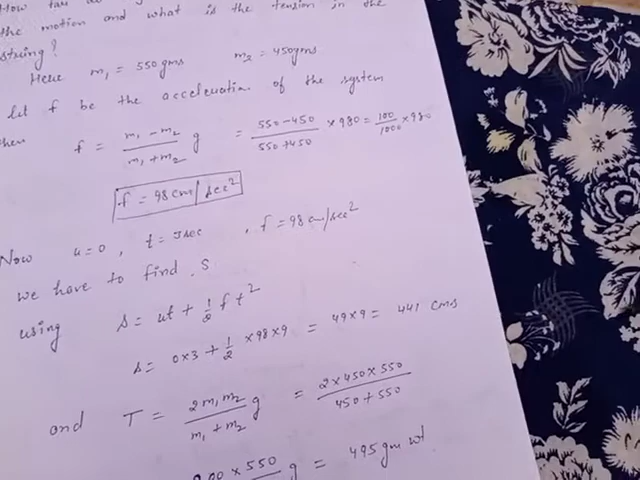 the motion and what is the tension in the
string?
Here m₁ = 550 gms m₂ = 450 gms
Let f be the acceleration of the system
then f = (m₁ - m₂)/(m₁ + m₂) g = (550 - 450)/(550 + 450) × 980 = 100/1000 × 980
f = 98 cm/sec²
Now u = 0, t = 3 sec, f = 98 cm/sec²
we have to find S
using s = ut + 1/2 f t²
s = 0×3 + 1/2 × 98 × 9 = 49 × 9 = 441 cms
and T = 2m₁m₂/(m₁ + m₂) g = (2 × 450 × 550)/(450 + 550)
00 × 550 g = 495 gm wt